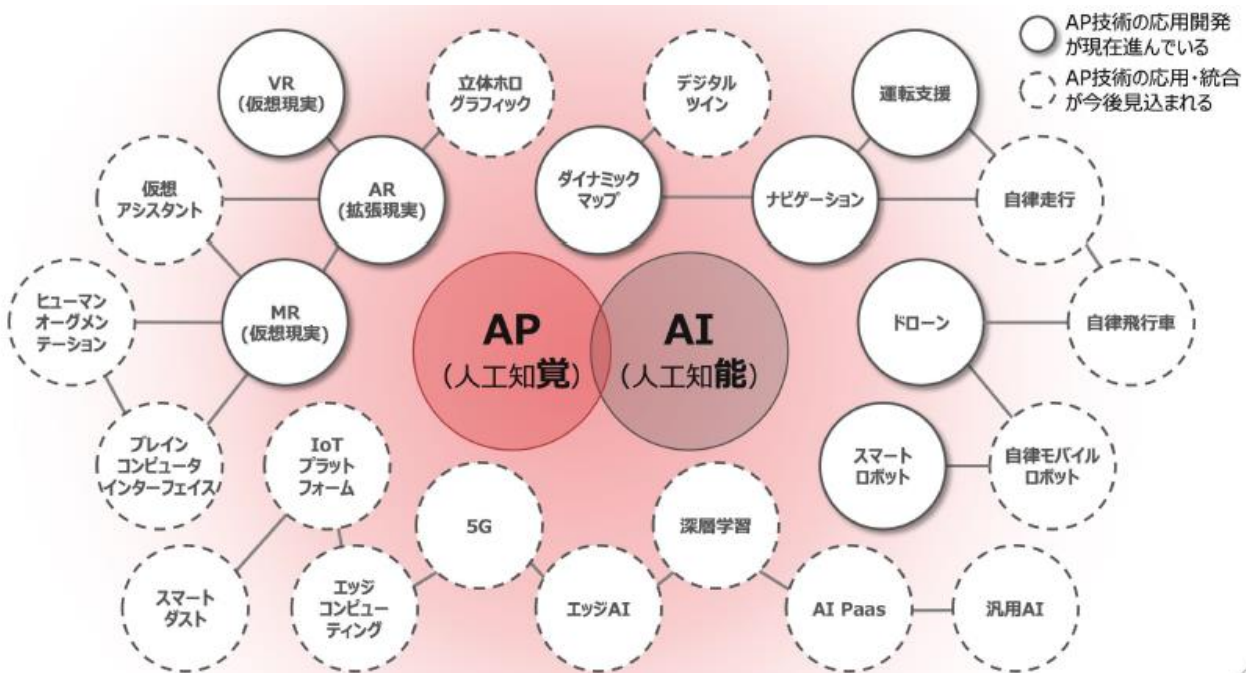 AP技術の応用開発
が現在進んでいる
AP技術の応用・統合
が今後見込まれる
VR
(仮想現実)
立体ホロ
グラフィック
デジタル
ツイン
運転支援
仮想
アシスタント
AR
(拡張現実)
ダイナミック
マップ
ナビゲーション
自律走行
ヒューマン
オーグメン
テーション
MR
(仮想現実)
AP
(人工知覚)
AI
(人工知能)
ドローン
自律飛行車
ブレイン
コンピュータ
インターフェイス
IoT
プラット
フォーム
スマート
ロボット
自律モバイル
ロボット
5G
深層学習
スマート
ダスト
エッジ
コンピュー
ティング
エッジAI
AI Paas
汎用AI